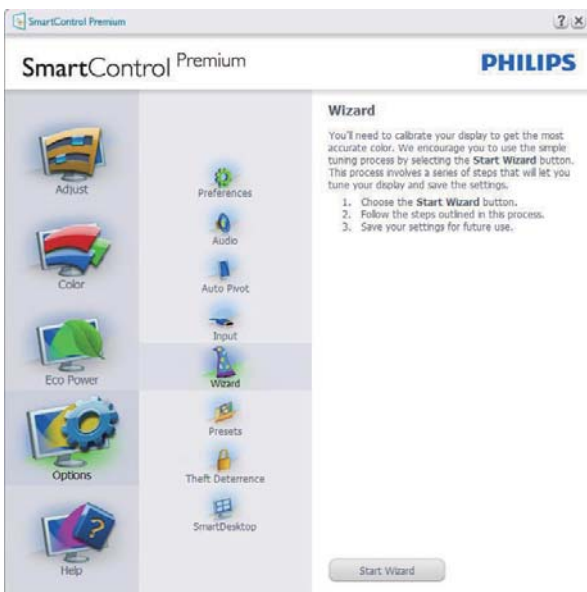 SmartControl Premium
? X
SmartControl Premium
PHILIPS
Adjust
Color
Eco Power
Options
Help
Preferences
Audio
Auto Pivot
Input
Wizard
Presets
Theft Deterrence
SmartDesktop
Wizard
You'll need to calibrate your display to get the most
accurate color. We encourage you to use the simple
tuning process by selecting the Start Wizard button.
This process involves a series of steps that will let you
tune your display and save the settings.
1. Choose the Start Wizard button.
2. Follow the steps outlined in this process.
3. Save your settings for future use.
Start Wizard